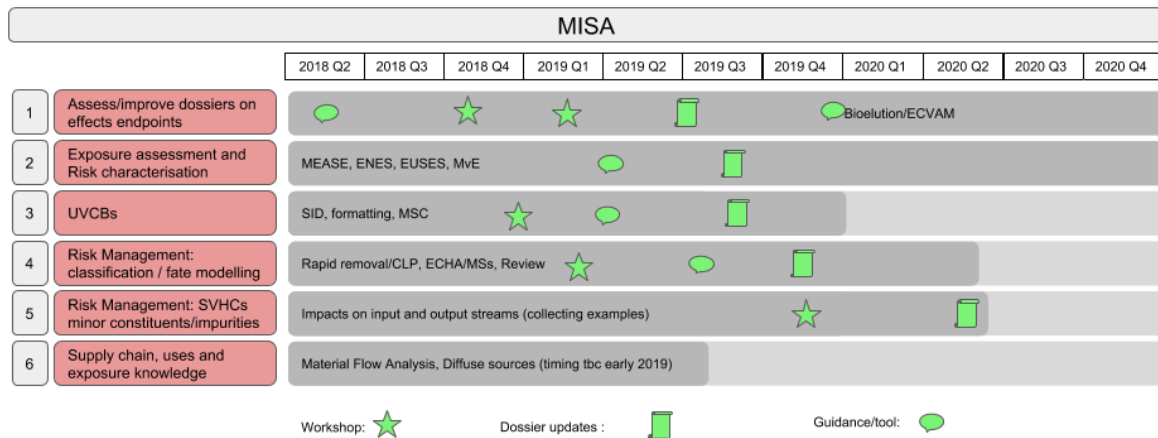 MISA
2018 Q2 2018 Q3 2018 Q4 2019 Q1 2019 Q2 2019 Q3 2019 Q4 2020 Q1 2020 Q2 2020 Q3 2020 Q4
1 Assess/improve dossiers on
effects endpoints
Bioelution/ECVAM
2 Exposure assessment and
Risk characterisation
MEASE, ENES, EUSES, MvE
3 UVCBs
SID, formatting, MSC
4 Risk Management:
classification / fate modelling
Rapid removal/CLP, ECHA/MSs, Review
5 Risk Management: SVHCs
minor constituents/impurities
Impacts on input and output streams (collecting examples)
6 Supply chain, uses and
exposure knowledge
Material Flow Analysis, Diffuse sources (timing tbc early 2019)
Workshop: Dossier updates : Guidance/tool: